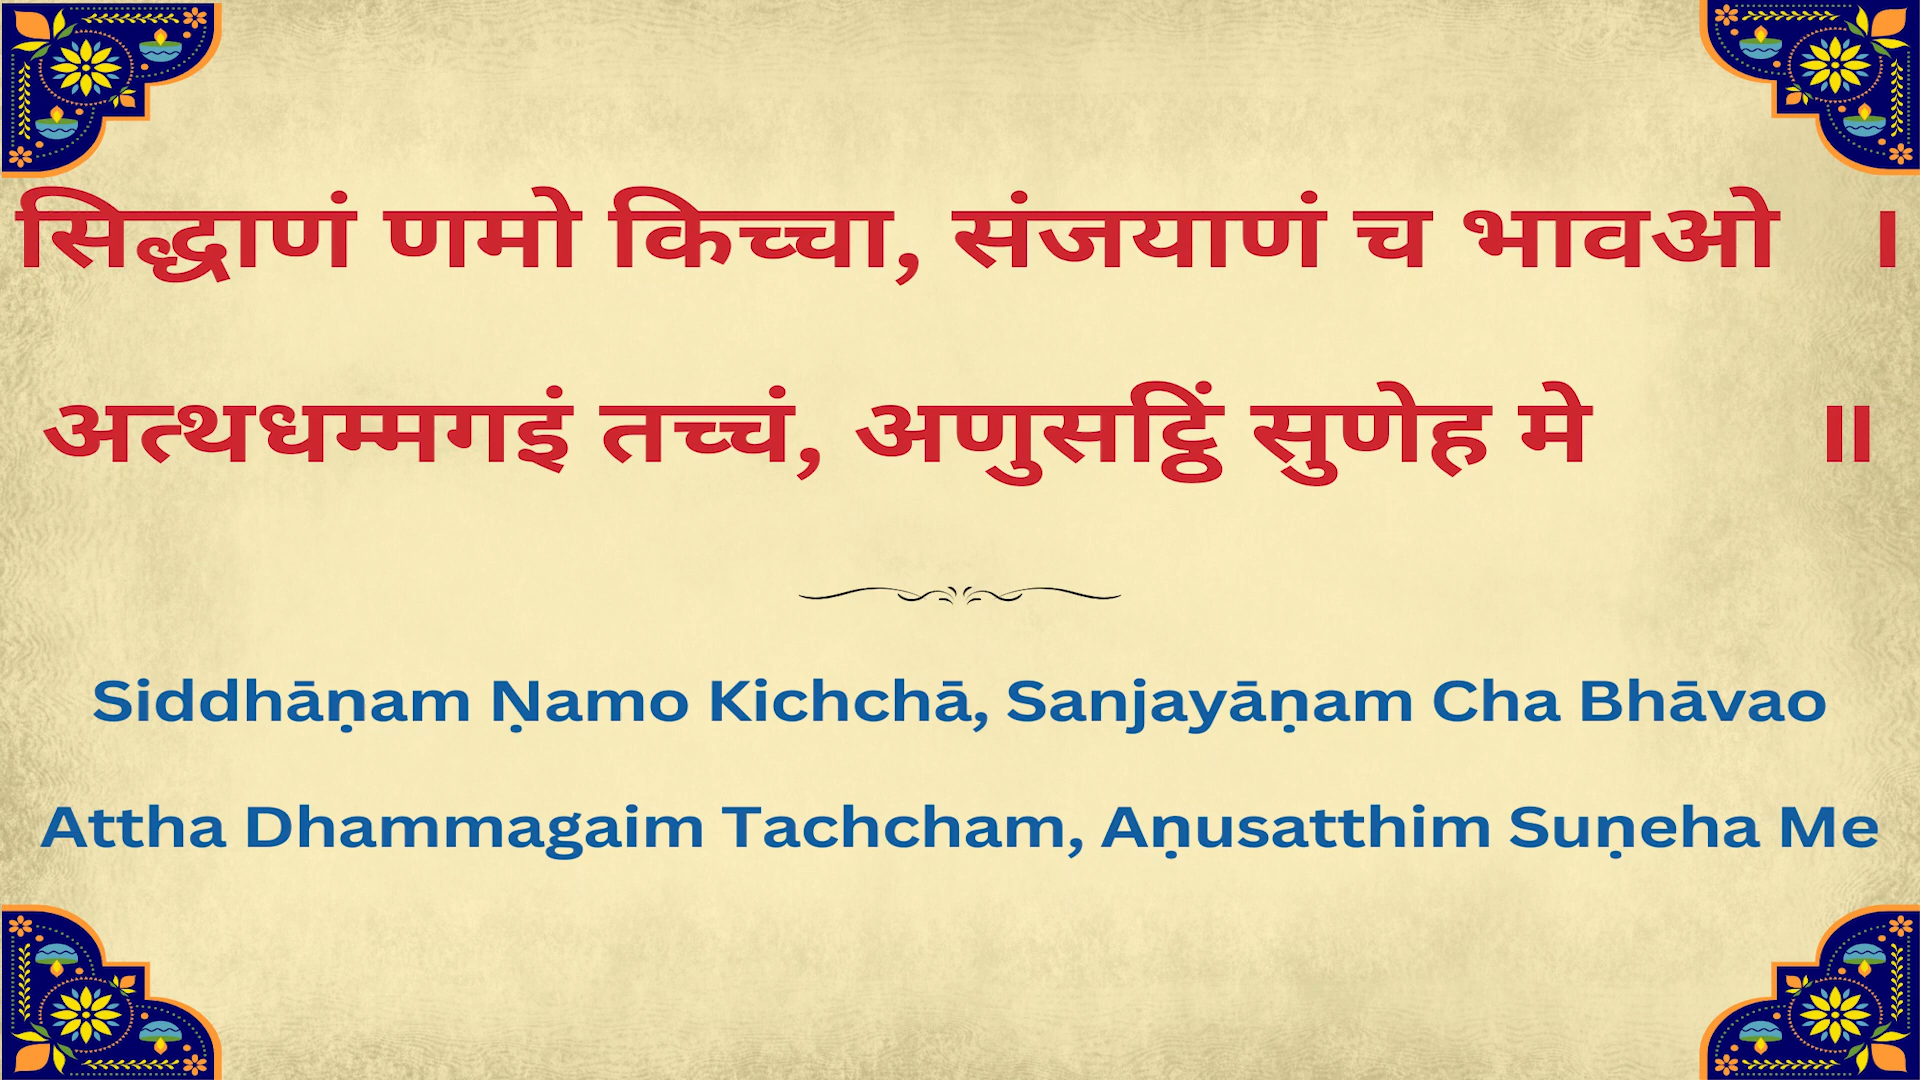 सिद्धाणं णमो किच्चा, संजयाणं च भावओ ।
अत्थधम्मगइं तच्चं, अणुसट्ठिं सुणेह मे ॥
Siddhāṇam Ṇamo Kichchā, Sanjayāṇam Cha Bhāvao
Attha Dhammagaim Tachcham, Aṇusatthim Suṇeha Me